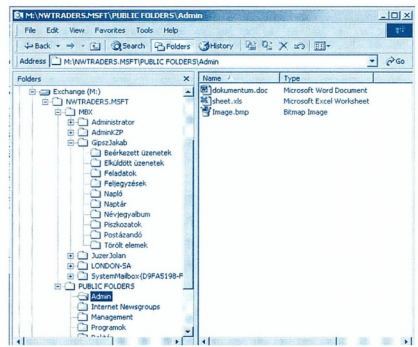 M:\NWTRADERS.MSFT\PUBLIC FOLDERS\Admin
File Edit View Favorites Tools Help
Back Search Folders History
Address M:\NWTRADERS.MSFT\PUBLIC FOLDERS\Admin Go
Folders
Exchange (M:)
NWTRADERS.MSFT
MBX
Administrator
AdminKZP
GipszJakab
Beérkezett üzenetek
Elküldött üzenetek
Feladatok
Feljegyzések
Napló
Naptár
Névjegyalbum
Piszkozatok
Postázandó
Törölt elemek
JuzerJolan
LONDON-SA
SystemMailbox{D9FA5198-F
PUBLIC FOLDERS
Admin
Internet Newsgroups
Management
Programok
Name Type
dokumentum.doc Microsoft Word Document
sheet.xls Microsoft Excel Worksheet
Image.bmp Bitmap Image